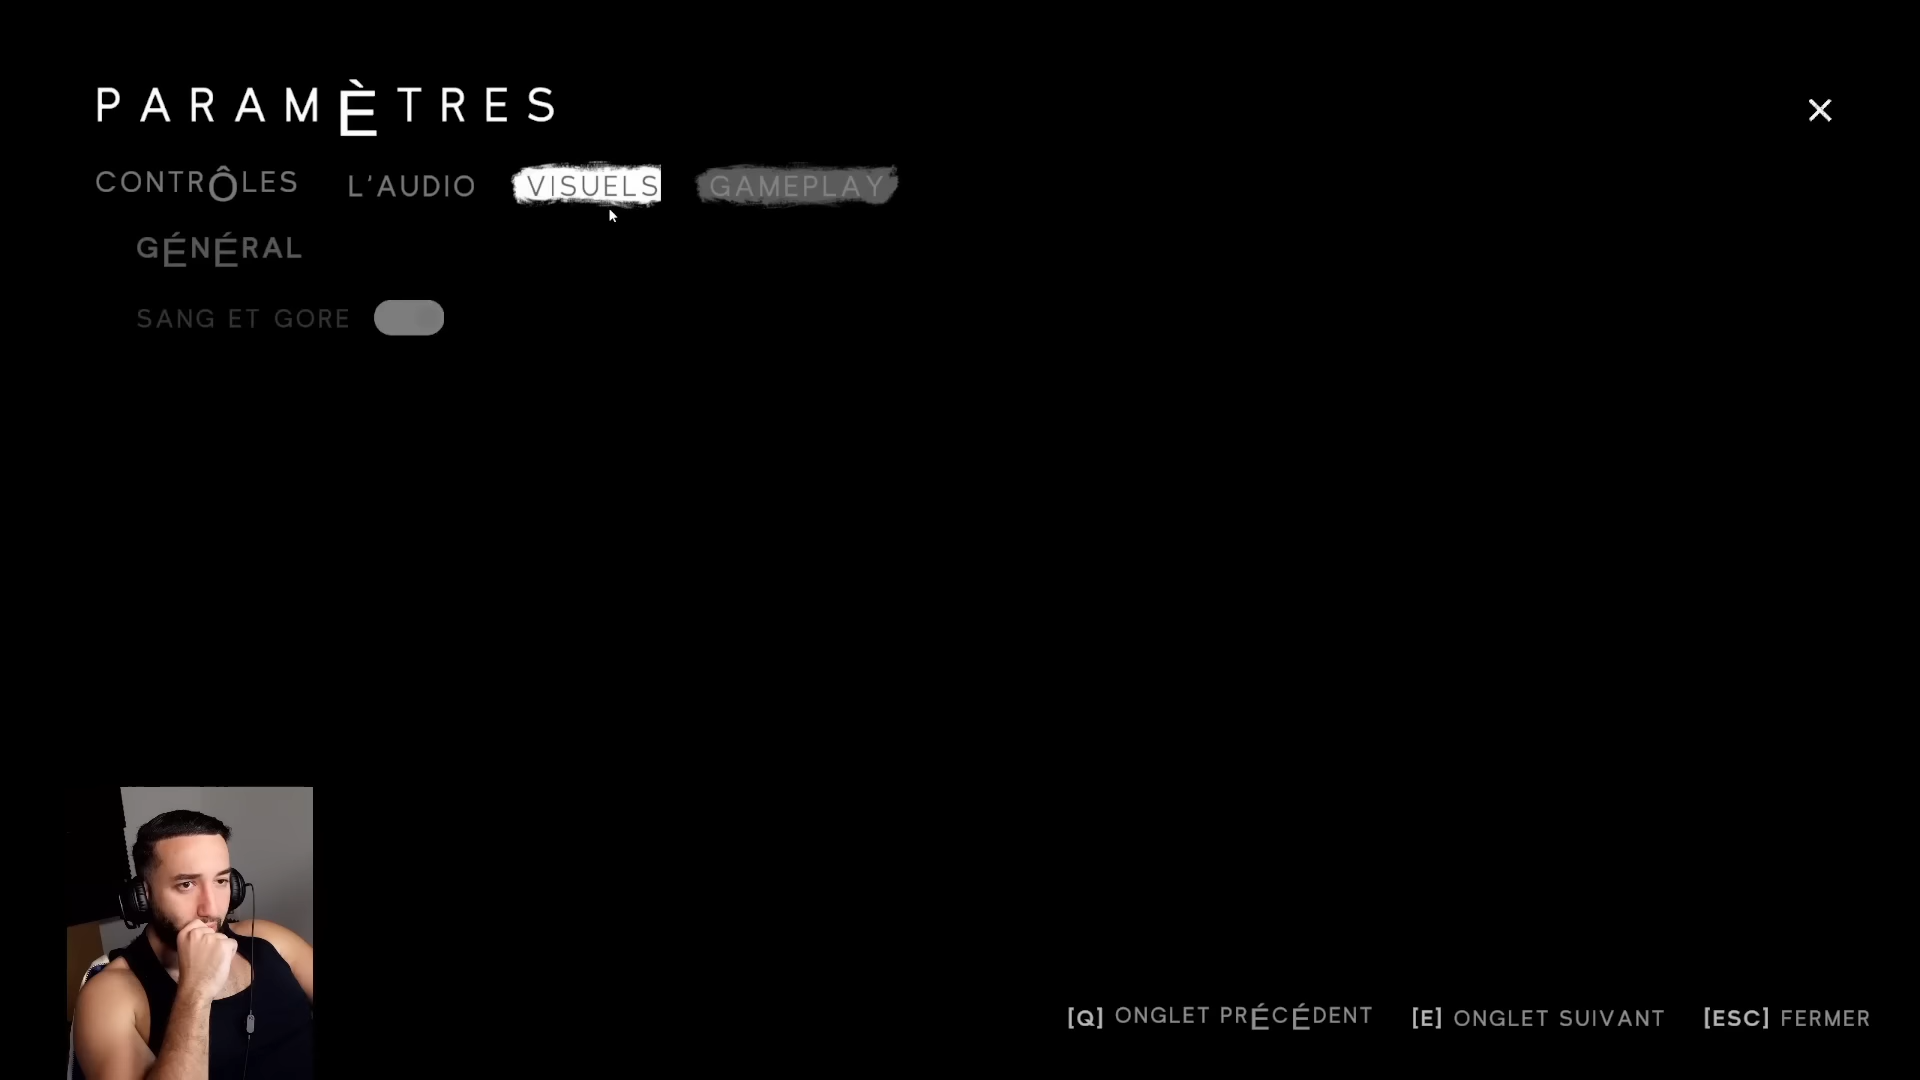 PARAMÈTRES
CONTRÔLES L'AUDIO VISUELS GAMEPLAY
GÉNÉRAL
SANG ET GORE
[Q] ONGLET PRÉCÉDENT [E] ONGLET SUIVANT [ESC] FERMER